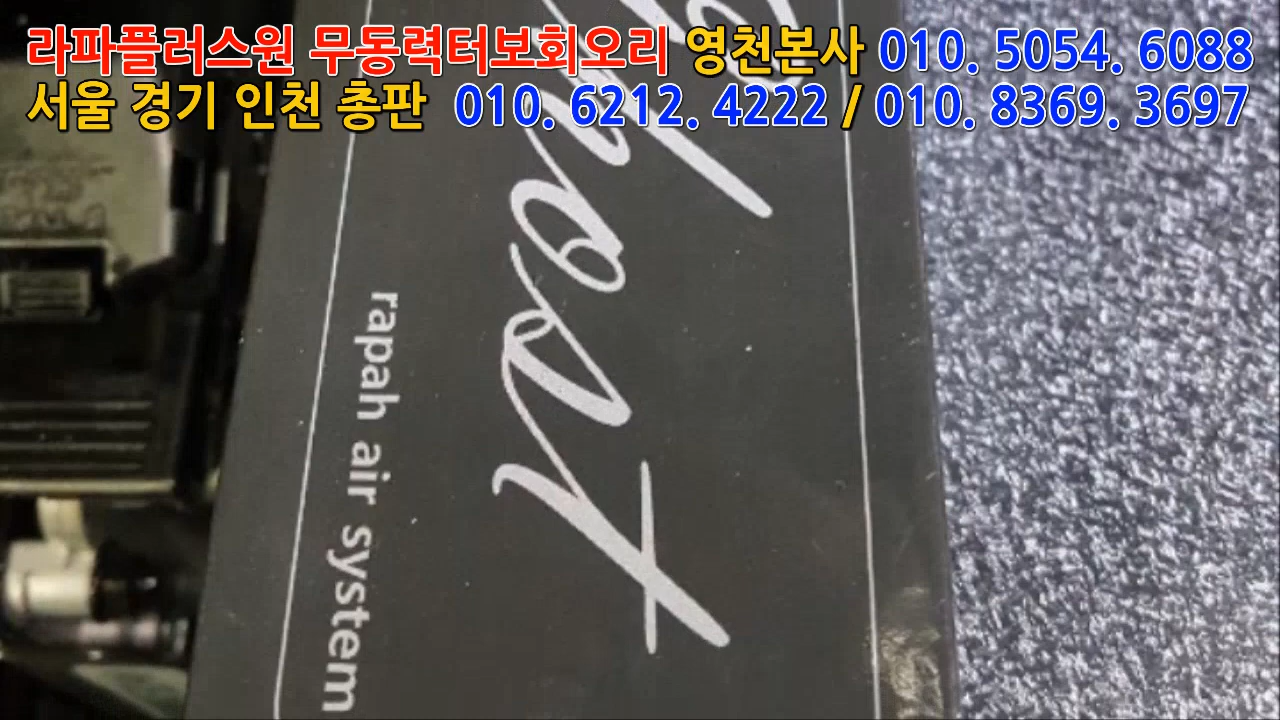 라파플러스원 무동력터보회오리 영천본사 010. 5054. 6088
서울 경기 인천 총판 010. 6212. 4222 / 010. 8369. 3697
ghost
rapah air system